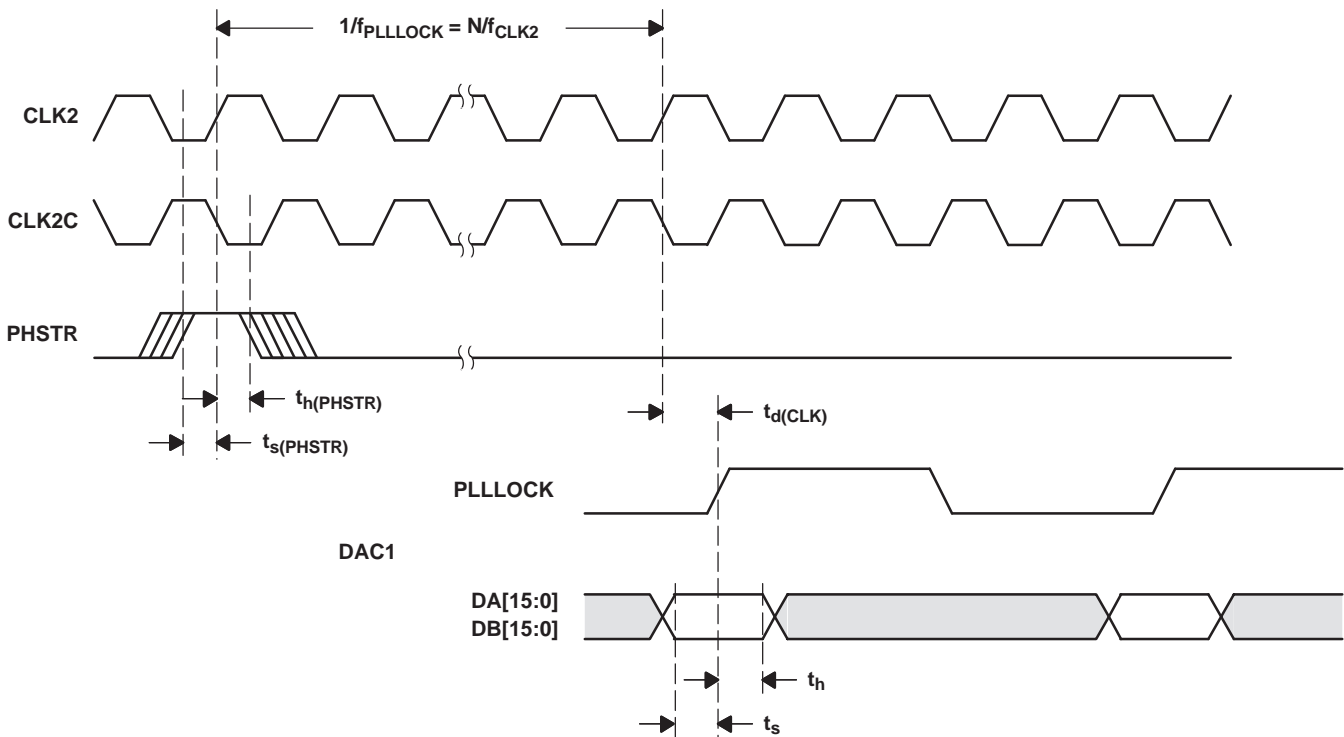 1/fPLLLOCK = N/fCLK2
CLK2
CLK2C
PHSTR
th(PHSTR)
td(CLK)
ts(PHSTR)
PLLLOCK
DAC1
DA[15:0]
DB[15:0]
th
ts